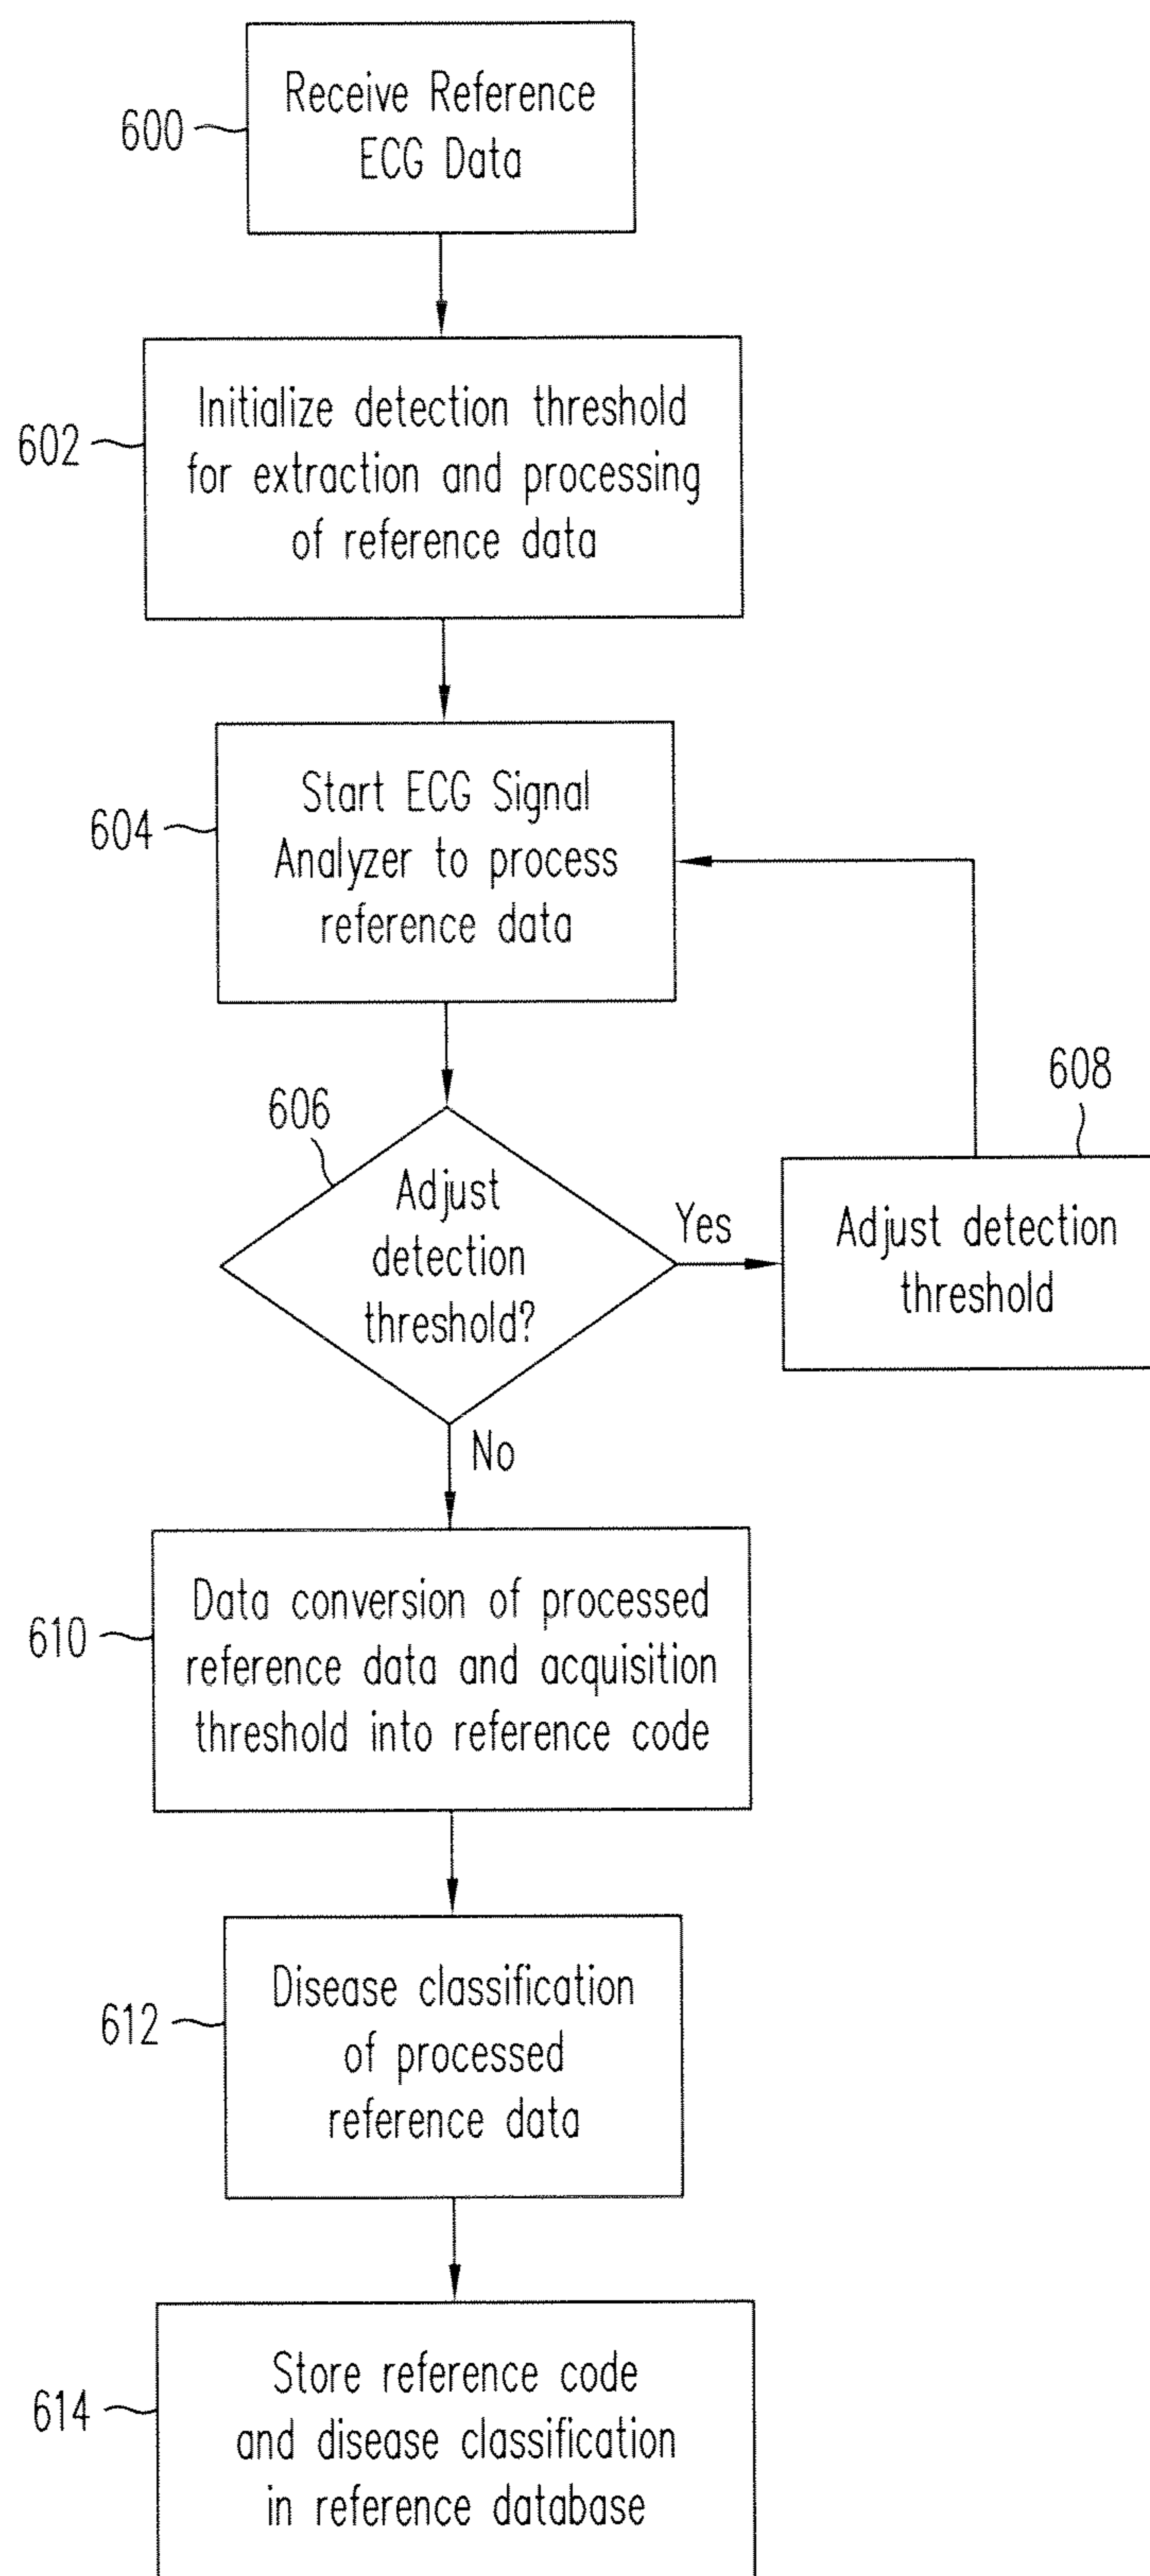 600
Receive Reference
ECG Data
602
Initialize detection threshold
for extraction and processing
of reference data
604
Start ECG Signal
Analyzer to process
reference data
606
Adjust
detection
threshold?
Yes
608
Adjust detection
threshold
No
610
Data conversion of processed
reference data and acquisition
threshold into reference code
612
Disease classification
of processed
reference data
614
Store reference code
and disease classification
in reference database